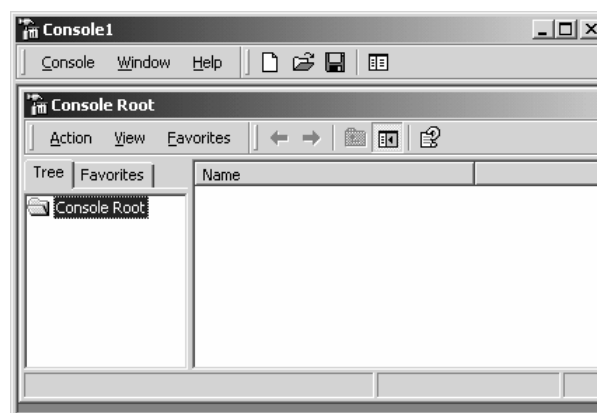 Console1
Console Window Help
Console Root
Action View Favorites
Tree Favorites Name
Console Root